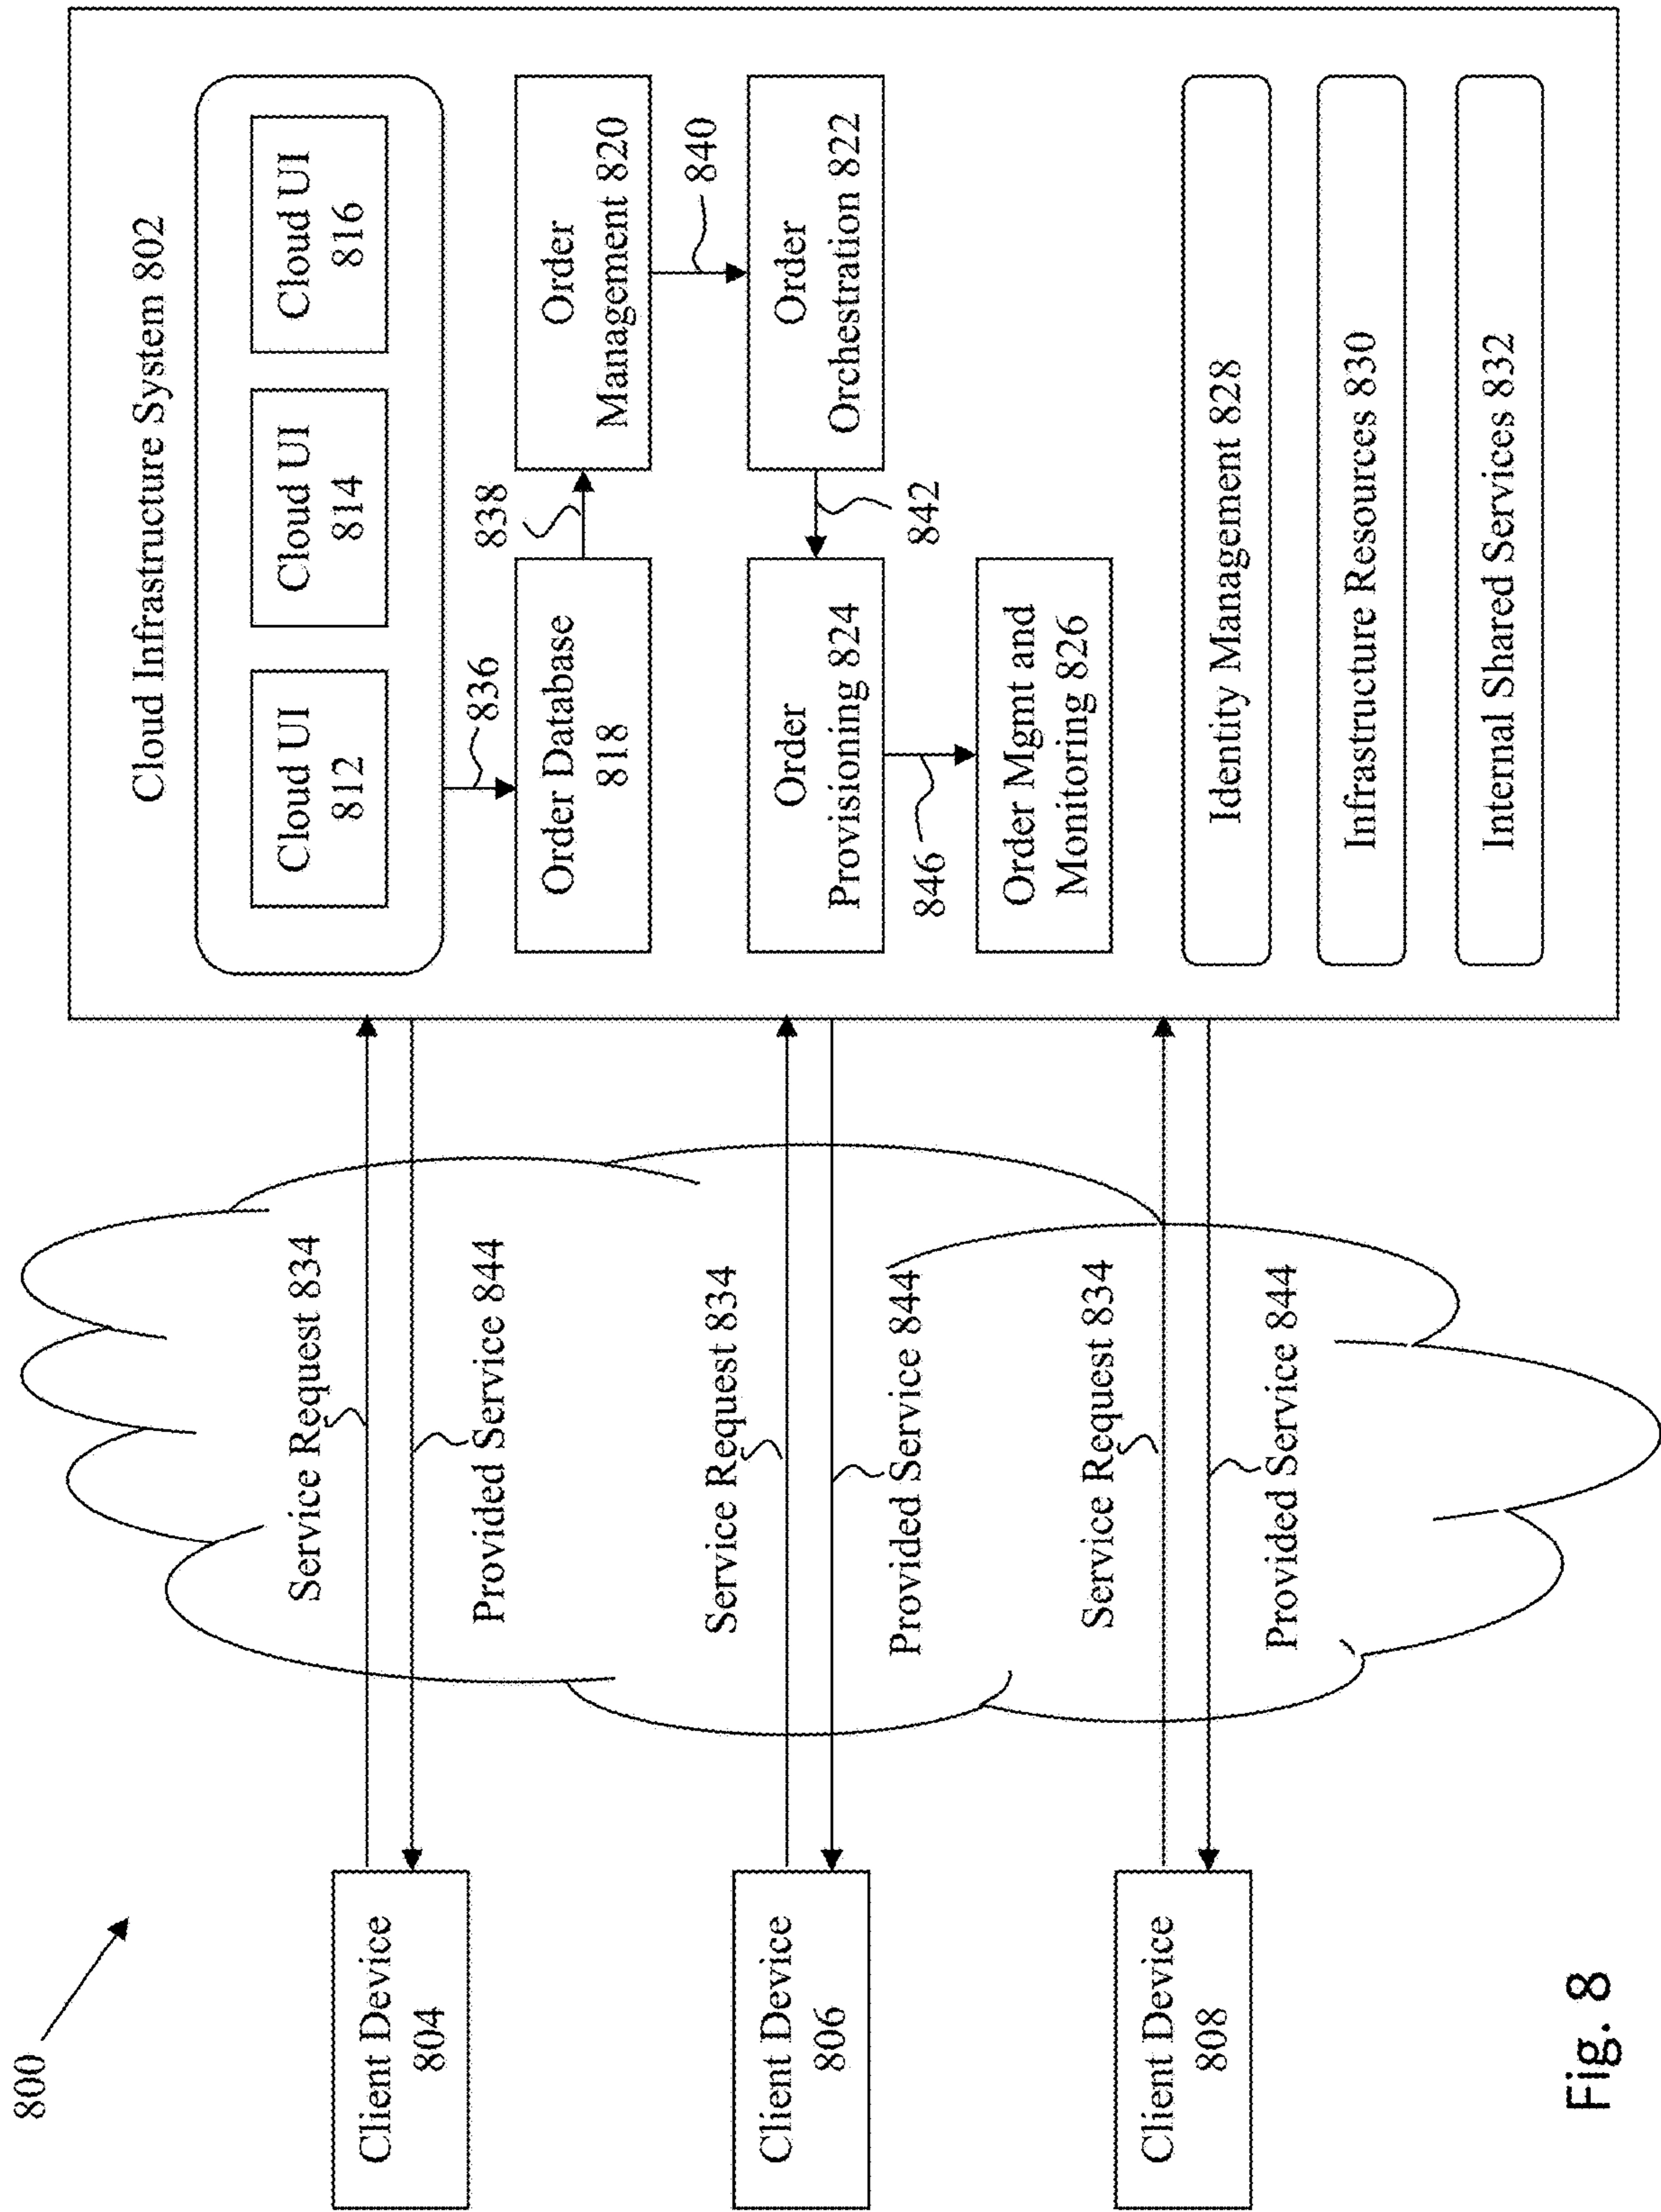 800
Client Device
804
Client Device
806
Client Device
808
Service Request 834
Provided Service 844
Service Request 834
Provided Service 844
Service Request 834
Provided Service 844
Cloud Infrastructure System 802
Cloud UI
812
Cloud UI
814
Cloud UI
816
836
Order Database
818
838
Order
Management 820
840
Order
Provisioning 824
842
Order
Orchestration 822
846
Order Mgmt and
Monitoring 826
Identity Management 828
Infrastructure Resources 830
Internal Shared Services 832
Fig. 8